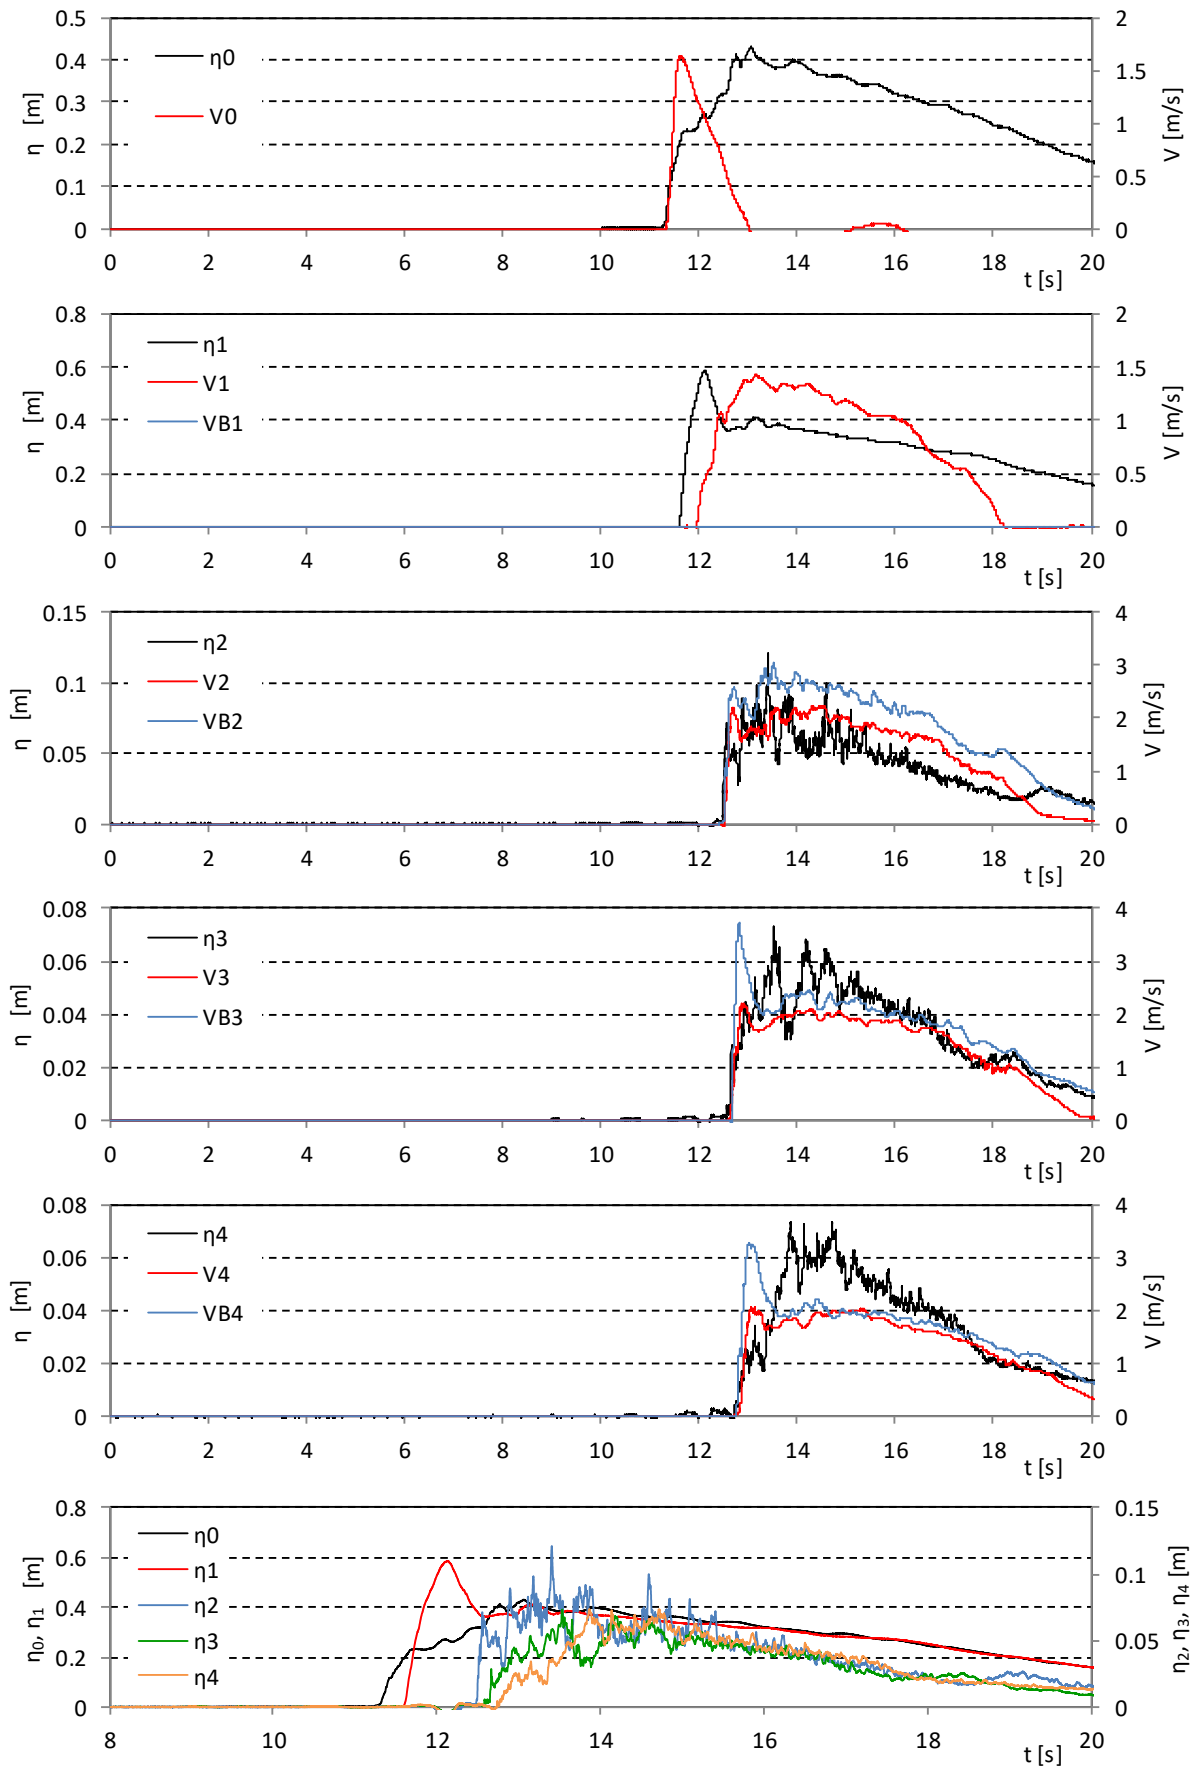 0.5 2
0.4 1.5
0.3 1
0.2 0.5
0.1
0 0
η [m]
V [m/s]
η0
V0
0 2 4 6 8 10 12 14 16 18 20
t [s]
0.8 2
0.6 1.5
0.4 1
0.2 0.5
0 0
η [m]
V [m/s]
η1
V1
VB1
0 2 4 6 8 10 12 14 16 18 20
t [s]
0.15 4
0.1 3
0.05 2
1
0 0
η [m]
V [m/s]
η2
V2
VB2
0 2 4 6 8 10 12 14 16 18 20
t [s]
0.08 4
0.06 3
0.04 2
0.02 1
0 0
η [m]
V [m/s]
η3
V3
VB3
0 2 4 6 8 10 12 14 16 18 20
t [s]
0.08 4
0.06 3
0.04 2
0.02 1
0 0
η [m]
V [m/s]
η4
V4
VB4
0 2 4 6 8 10 12 14 16 18 20
t [s]
0.8 0.15
0.6 0.1
0.4 0.05
0.2
0 0
η₀, η₁ [m]
η₂, η₃, η₄ [m]
η0
η1
η2
η3
η4
8 10 12 14 16 18 20
t [s]